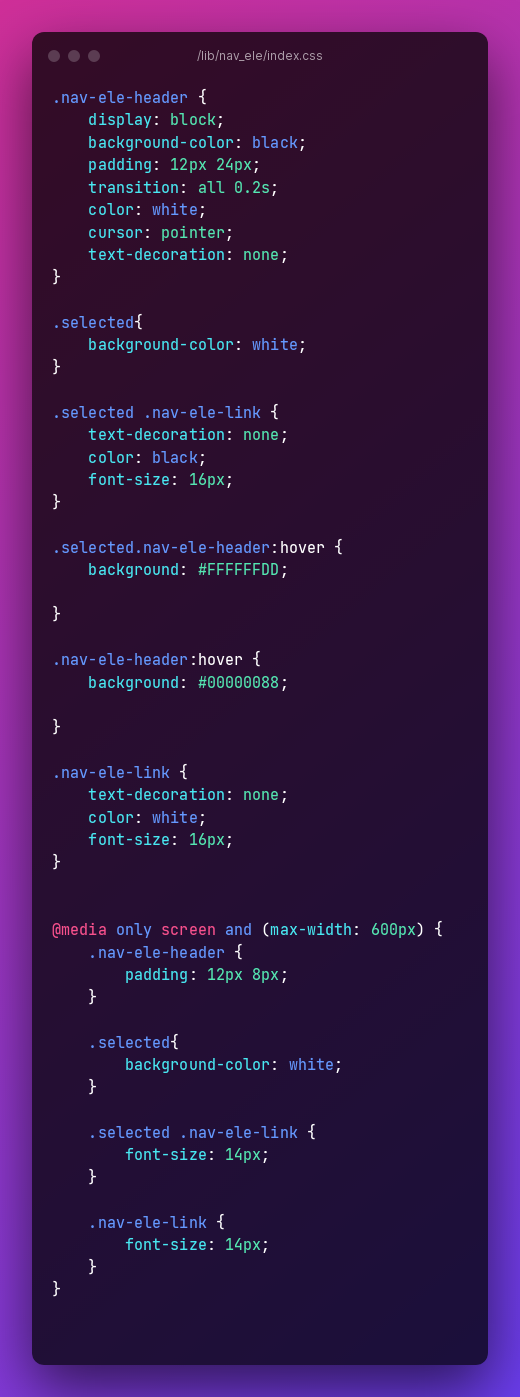 /lib/nav_ele/index.css
.nav-ele-header {
    display: block;
    background-color: black;
    padding: 12px 24px;
    transition: all 0.2s;
    color: white;
    cursor: pointer;
    text-decoration: none;
}

.selected{
    background-color: white;
}

.selected .nav-ele-link {
    text-decoration: none;
    color: black;
    font-size: 16px;
}

.selected.nav-ele-header:hover {
    background: #FFFFFFDD;

}

.nav-ele-header:hover {
    background: #00000088;

}

.nav-ele-link {
    text-decoration: none;
    color: white;
    font-size: 16px;
}


@media only screen and (max-width: 600px) {
    .nav-ele-header {
        padding: 12px 8px;
    }

    .selected{
        background-color: white;
    }

    .selected .nav-ele-link {
        font-size: 14px;
    }

    .nav-ele-link {
        font-size: 14px;
    }
}